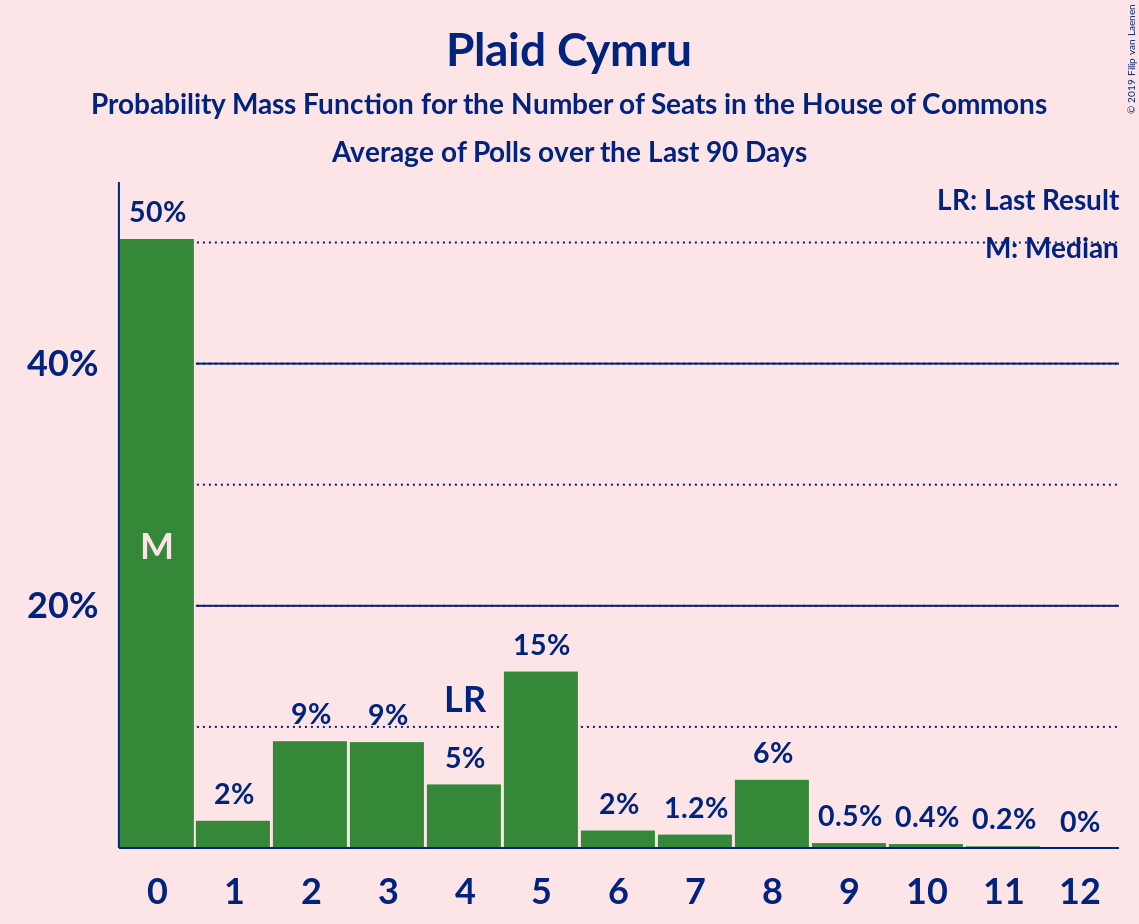 Plaid Cymru
Probability Mass Function for the Number of Seats in the House of Commons
Average of Polls over the Last 90 Days
© 2019 Filip van Laenen
LR: Last Result
M: Median
50%
40%
M
20%
15%
LR
9%
9%
5%
6%
2%
2%
1.2%
0.5%
0.4%
0.2%
0%
0 1 2 3 4 5 6 7 8 9 10 11 12